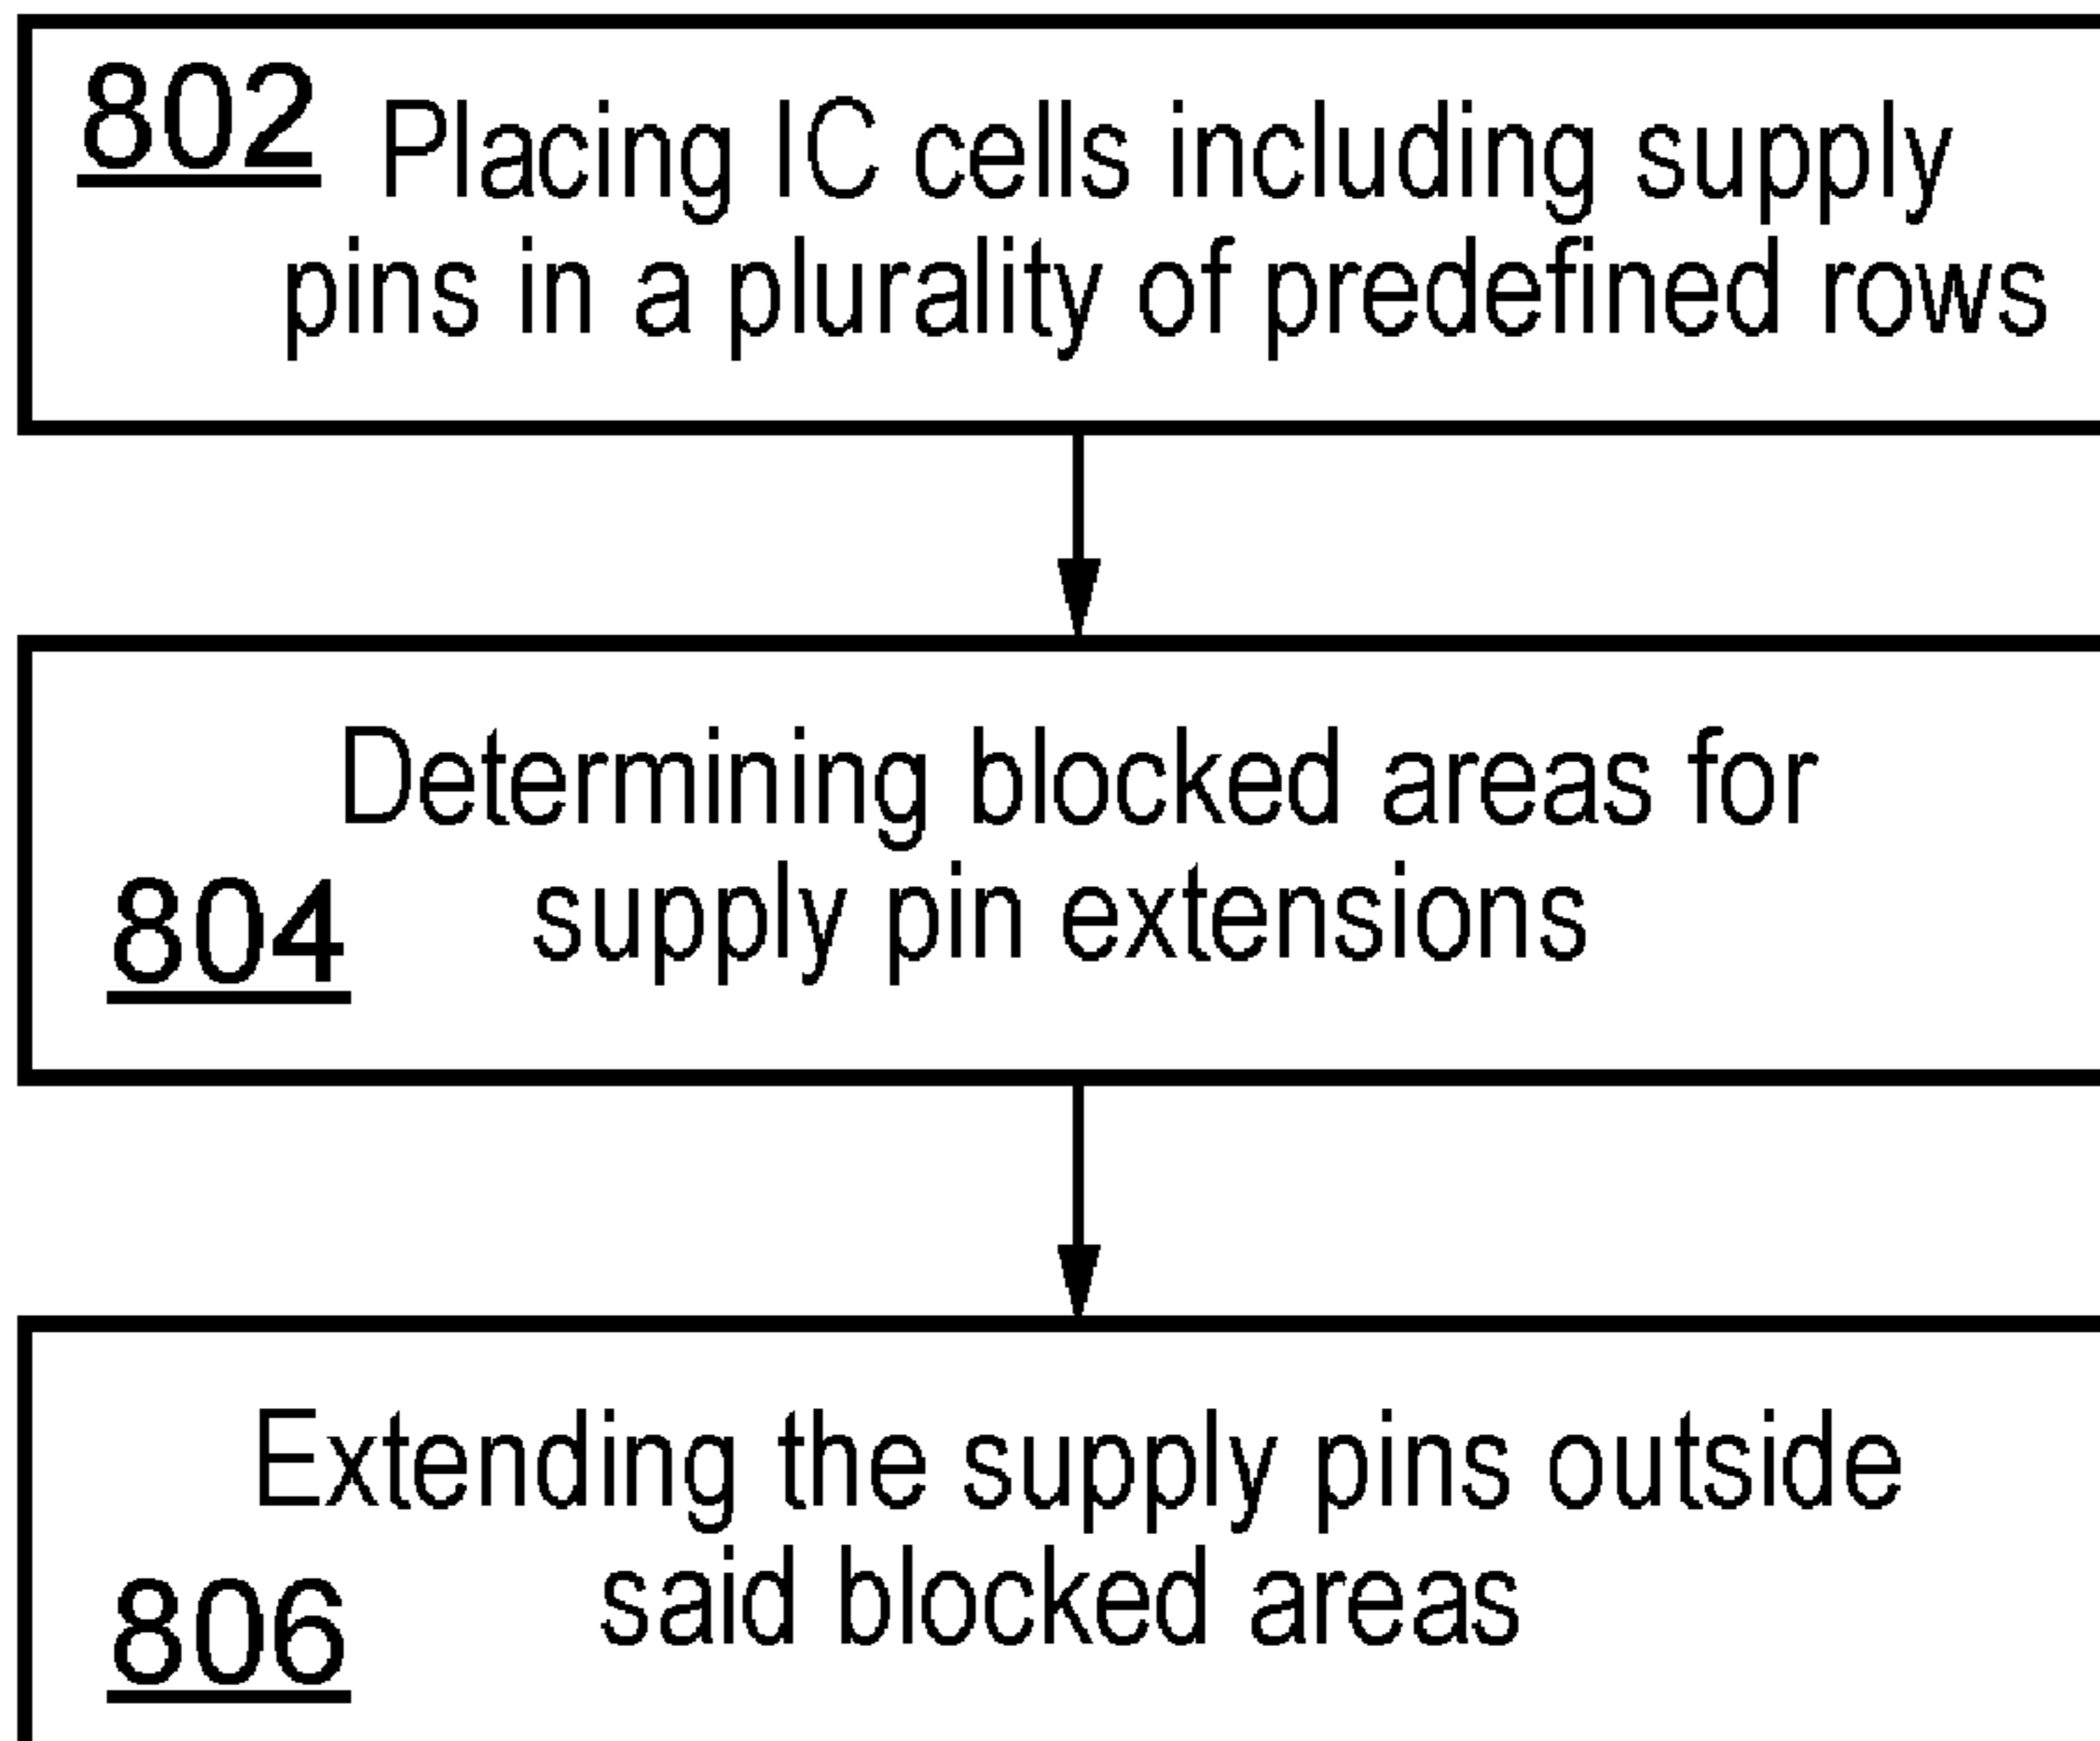 802 Placing IC cells including supply
pins in a plurality of predefined rows
Determining blocked areas for
804 supply pin extensions
Extending the supply pins outside
806 said blocked areas